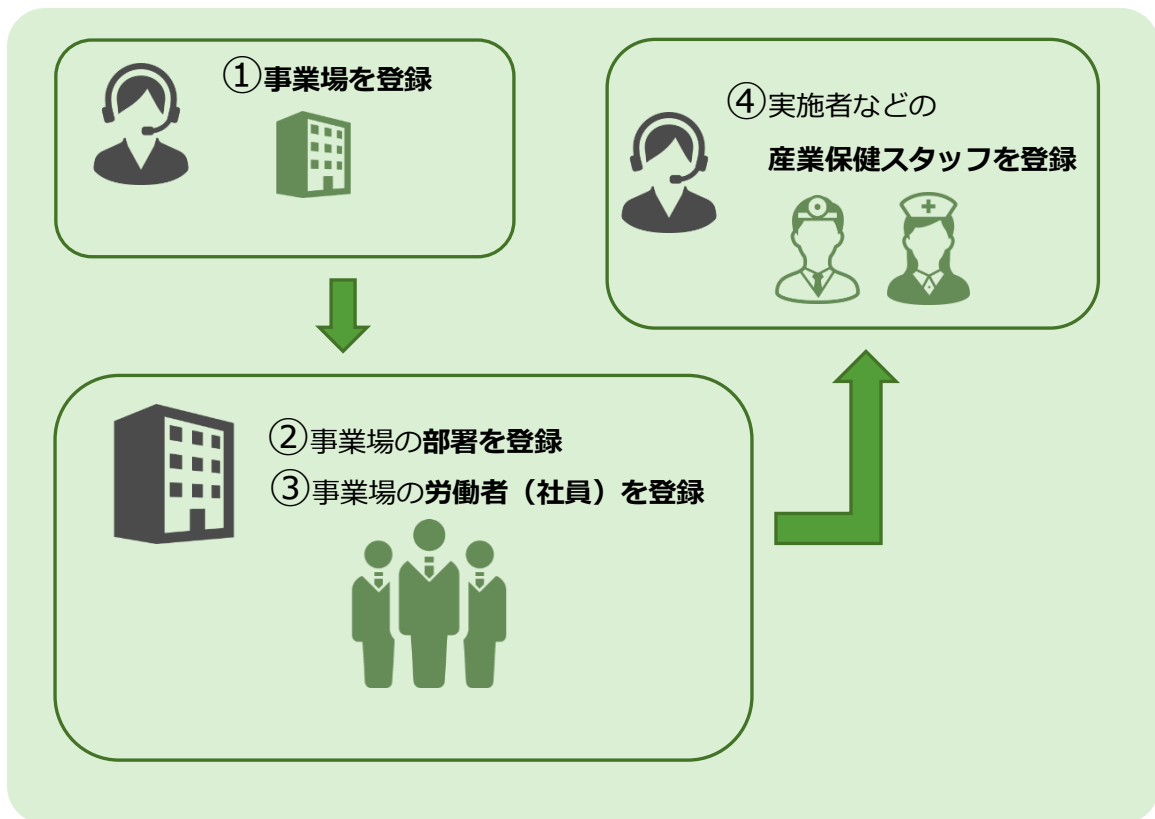 ①事業場を登録
②事業場の部署を登録
③事業場の労働者（社員）を登録
④実施者などの
産業保健スタッフを登録